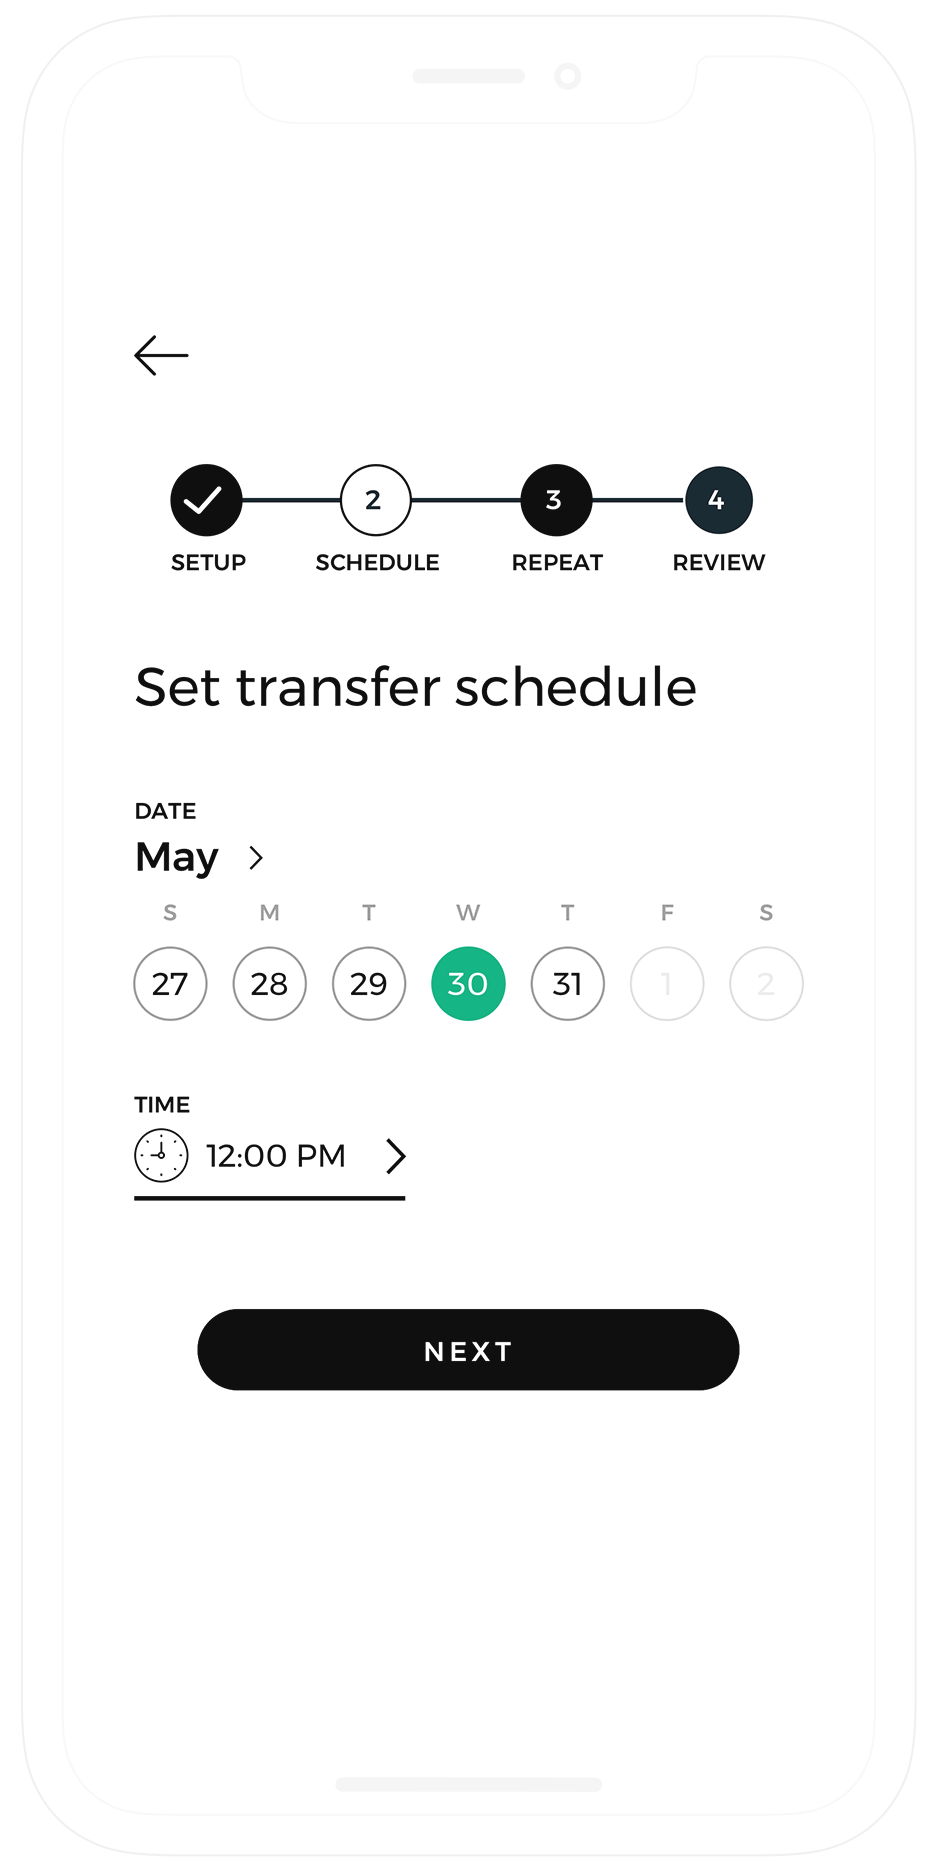 2 3 4
SETUP SCHEDULE REPEAT REVIEW
Set transfer schedule
DATE
May
S M T W T F S
27 28 29 30 31 1 2
TIME
12:00 PM
NEXT